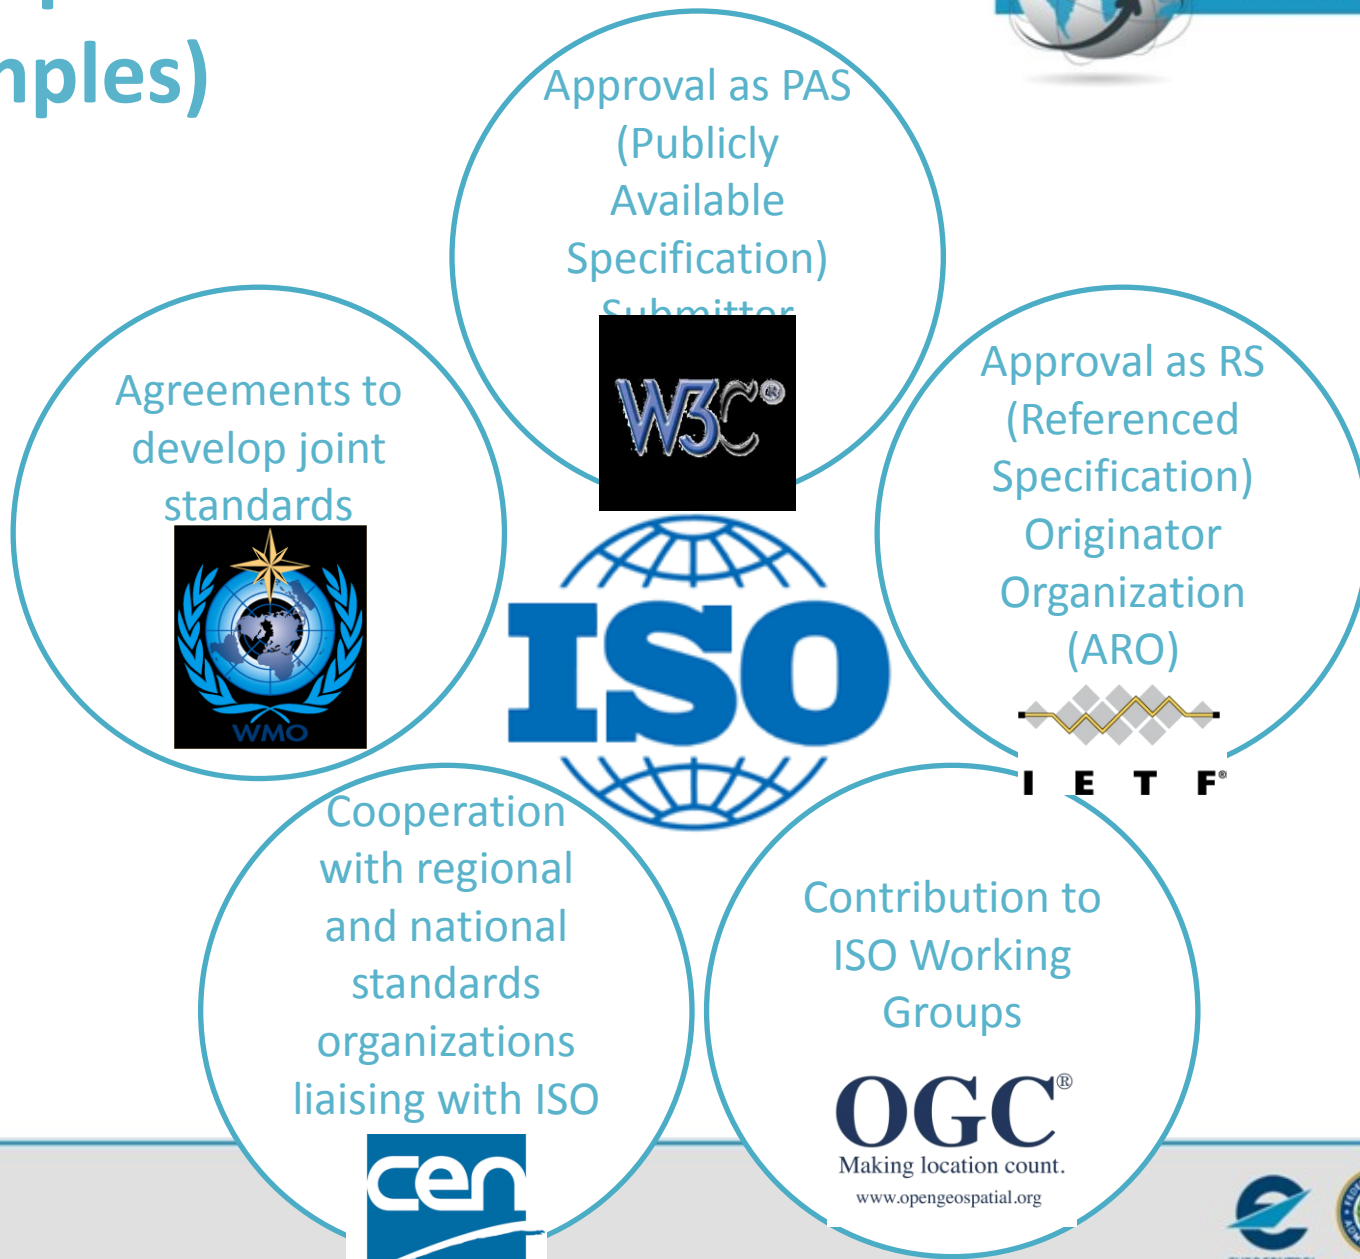 Approval as PAS
(Publicly
Available
Specification)
Submitter
W3C®
Agreements to
develop joint
standards
WMO
Approval as RS
(Referenced
Specification)
Originator
Organization
(ARO)
I E T F®
ISO
Cooperation
with regional
and national
standards
organizations
liaising with ISO
cen
Contribution to
ISO Working
Groups
OGC®
Making location count.
www.opengeospatial.org